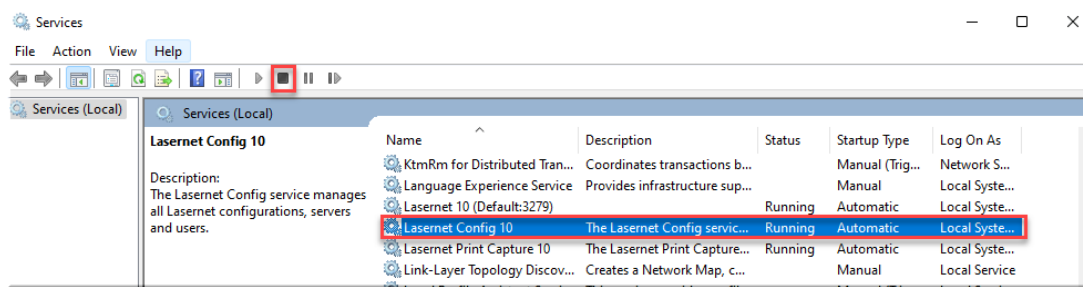 Services
File Action View Help
Services (Local)
Services (Local)
Lasernet Config 10
Description:
The Lasernet Config service manages
all Lasernet configurations, servers
and users.
Name Description Status Startup Type Log On As
KtmRm for Distributed Tran... Coordinates transactions b... Manual (Trig... Network S...
Language Experience Service Provides infrastructure sup... Manual Local Syste...
Lasernet 10 (Default:3279) Running Automatic Local Syste...
Lasernet Config 10 The Lasernet Config servic... Running Automatic Local Syste...
Lasernet Print Capture 10 The Lasernet Print Capture... Running Automatic Local Syste...
Link-Layer Topology Discov... Creates a Network Map, c... Manual Local Service